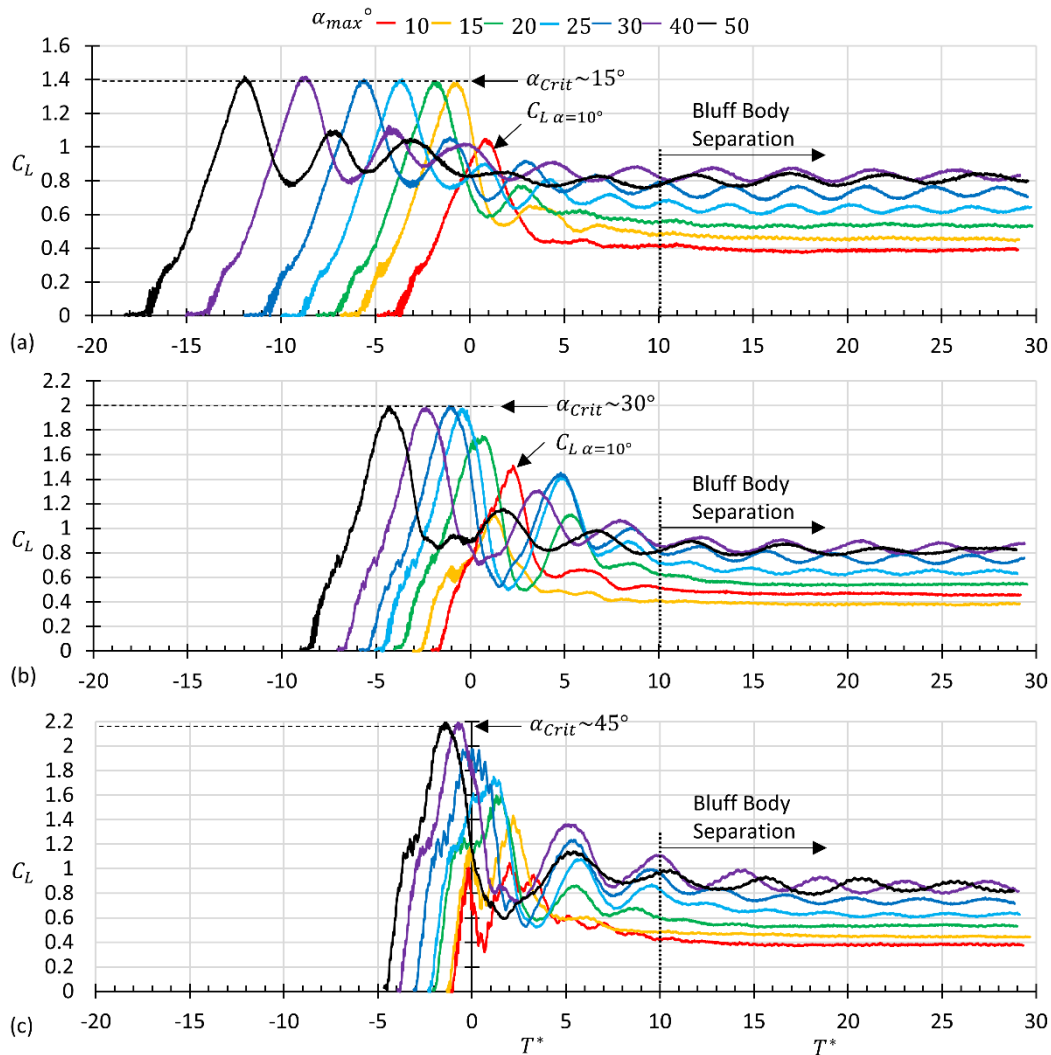 α_max° 10 15 20 25 30 40 50
1.6
1.4
1.2
1
0.8
0.6
0.4
0.2
0
C_L
α_Crit~15°
C_L α=10°
Bluff Body
Separation
(a)
-20 -15 -10 -5 0 5 10 15 20 25 30
2.2
2
1.8
1.6
1.4
1.2
1
0.8
0.6
0.4
0.2
0
C_L
α_Crit~30°
C_L α=10°
Bluff Body
Separation
(b)
-20 -15 -10 -5 0 5 10 15 20 25 30
2.2
2
1.8
1.6
1.4
1.2
1
0.8
0.6
0.4
0.2
0
C_L
α_Crit~45°
Bluff Body
Separation
(c)
-20 -15 -10 -5 0 5 10 15 20 25 30
T* T*